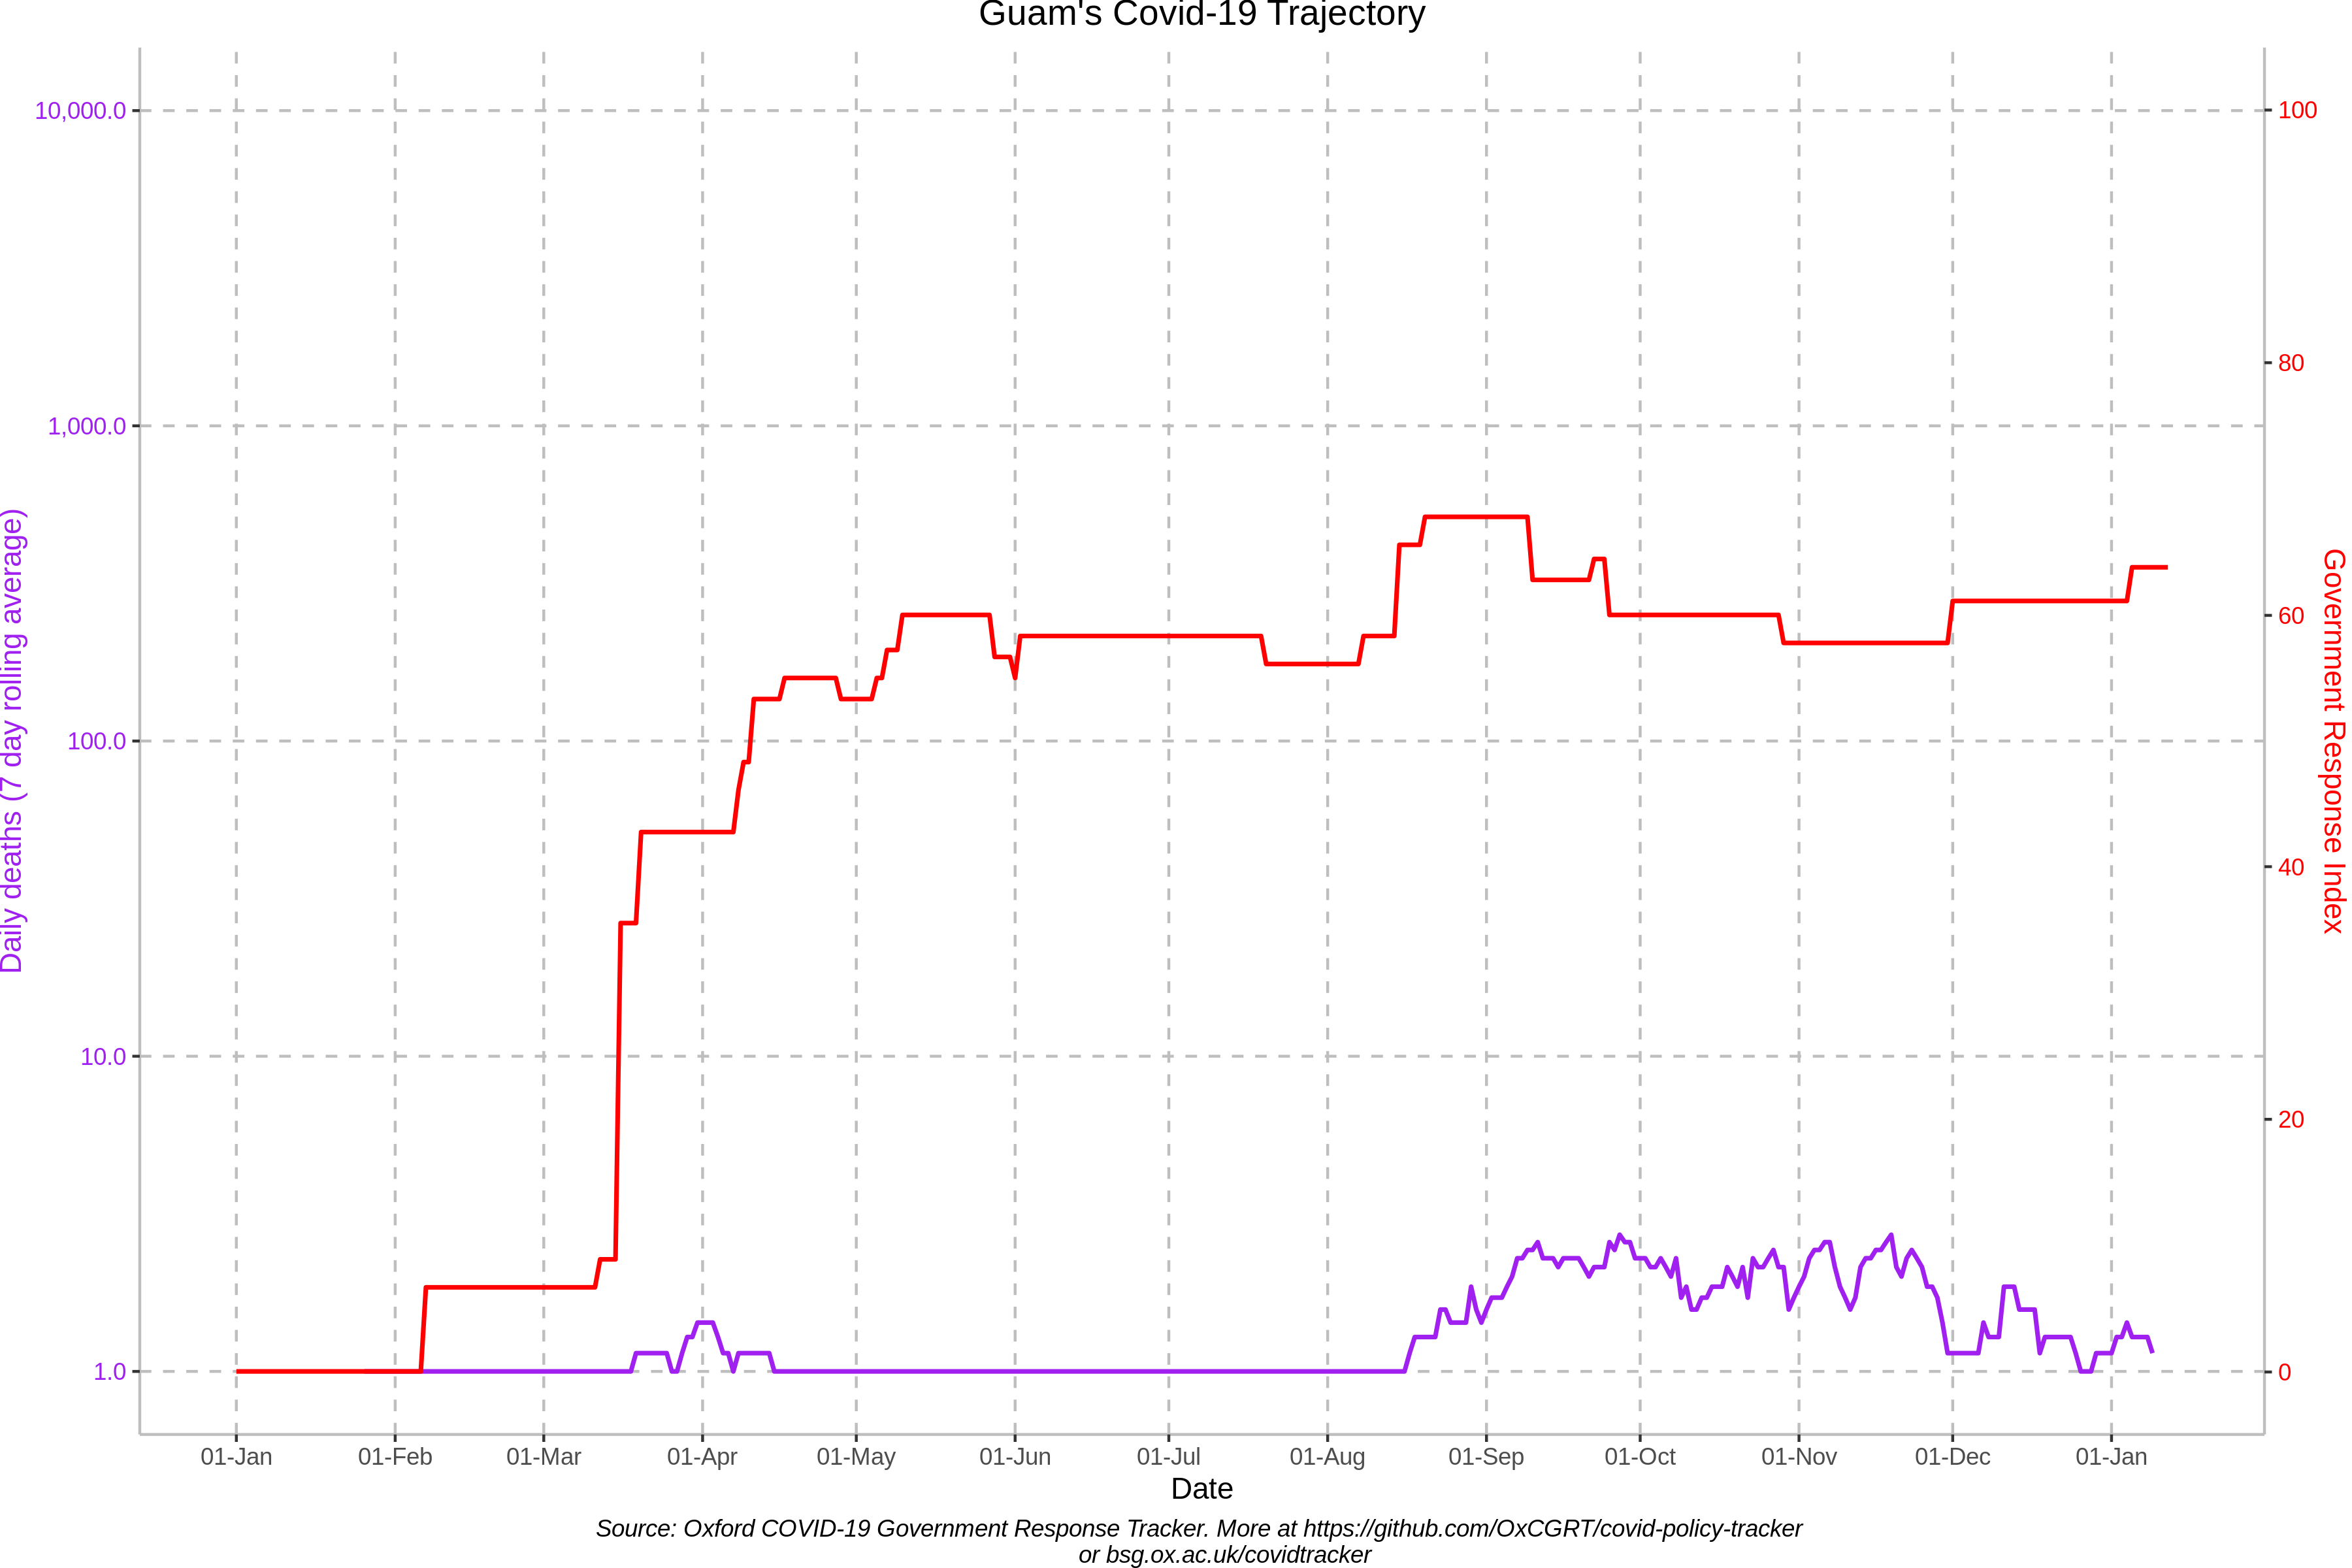 Guam's Covid-19 Trajectory
10,000.0
1,000.0
100.0
10.0
1.0
Daily deaths (7 day rolling average)
100
80
60
40
20
0
Government Response Index
01-Jan 01-Feb 01-Mar 01-Apr 01-May 01-Jun 01-Jul 01-Aug 01-Sep 01-Oct 01-Nov 01-Dec 01-Jan
Date
Source: Oxford COVID-19 Government Response Tracker. More at https://github.com/OxCGRT/covid-policy-tracker
or bsg.ox.ac.uk/covidtracker